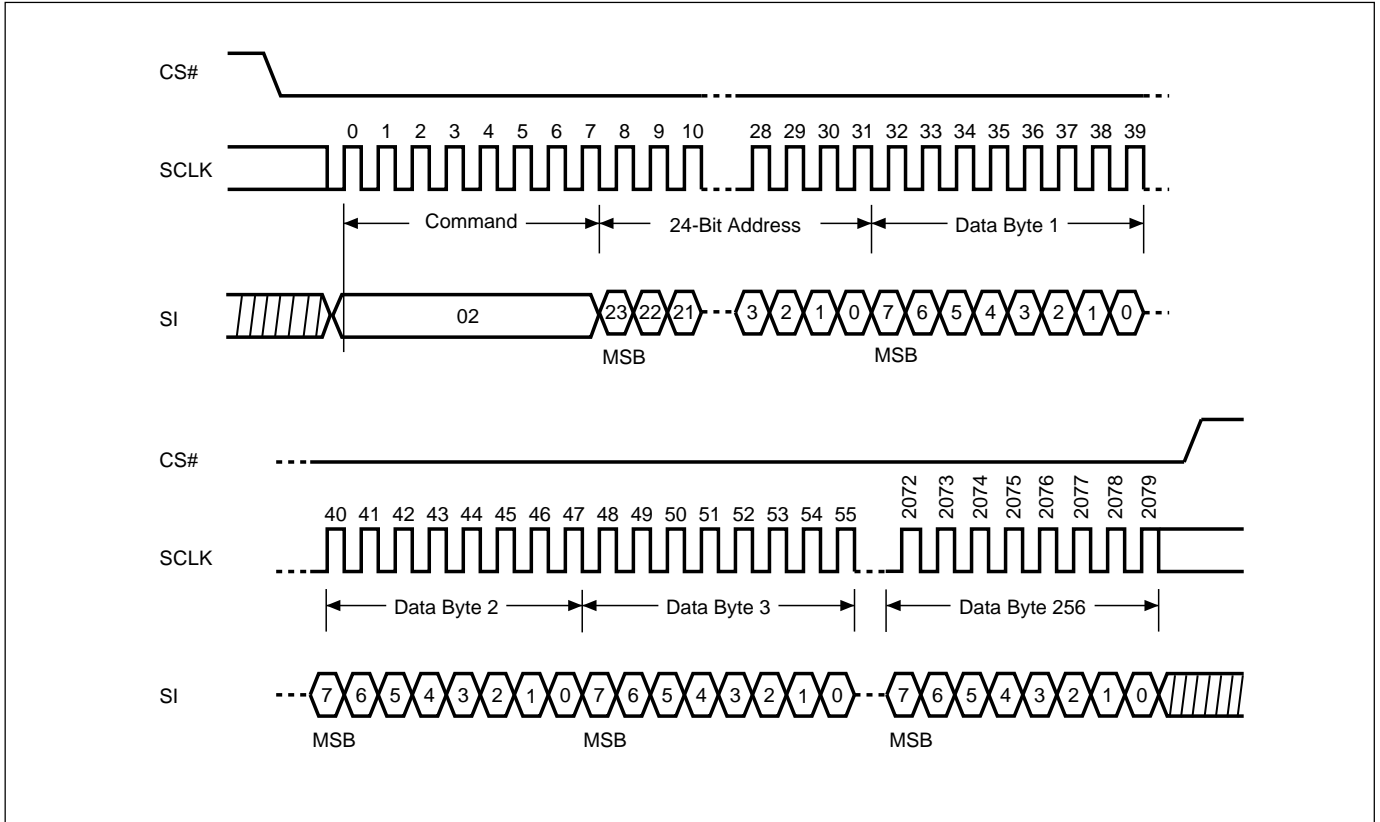 CS#
0 1 2 3 4 5 6 7 8 9 10 28 29 30 31 32 33 34 35 36 37 38 39
SCLK
Command 24-Bit Address Data Byte 1
SI 02 23 22 21 3 2 1 0 7 6 5 4 3 2 1 0
MSB MSB
CS#
40 41 42 43 44 45 46 47 48 49 50 51 52 53 54 55 2072 2073 2074 2075 2076 2077 2078 2079
SCLK
Data Byte 2 Data Byte 3 Data Byte 256
SI 7 6 5 4 3 2 1 0 7 6 5 4 3 2 1 0 7 6 5 4 3 2 1 0
MSB MSB MSB